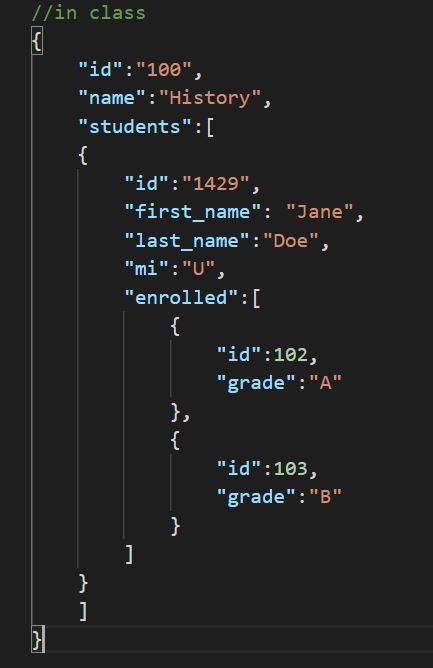 //in class
{
    "id":"100",
    "name":"History",
    "students":[
    {
        "id":"1429",
        "first_name": "Jane",
        "last_name":"Doe",
        "mi":"U",
        "enrolled":[
            {
                "id":102,
                "grade":"A"
            },
            {
                "id":103,
                "grade":"B"
            }
        ]
    }
    ]
}